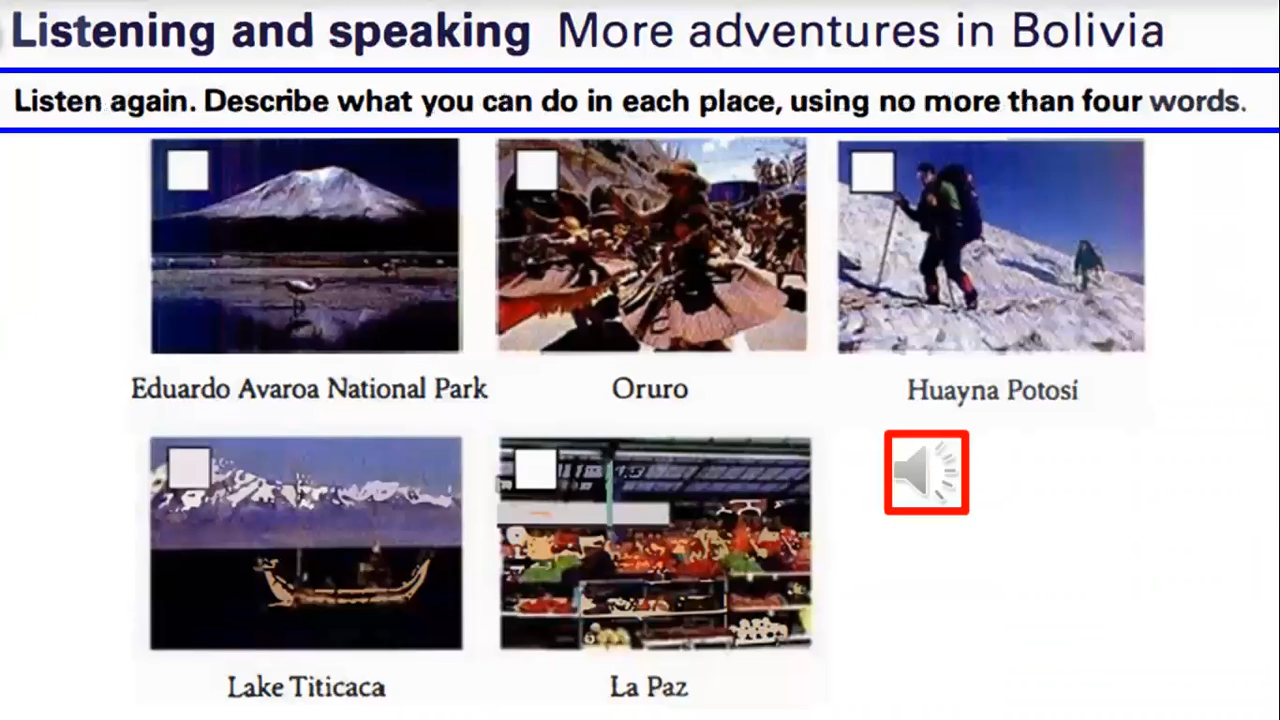 Listening and speaking More adventures in Bolivia
Listen again. Describe what you can do in each place, using no more than four words.
Eduardo Avaroa National Park
Oruro
Huayna Potosí
Lake Titicaca
La Paz